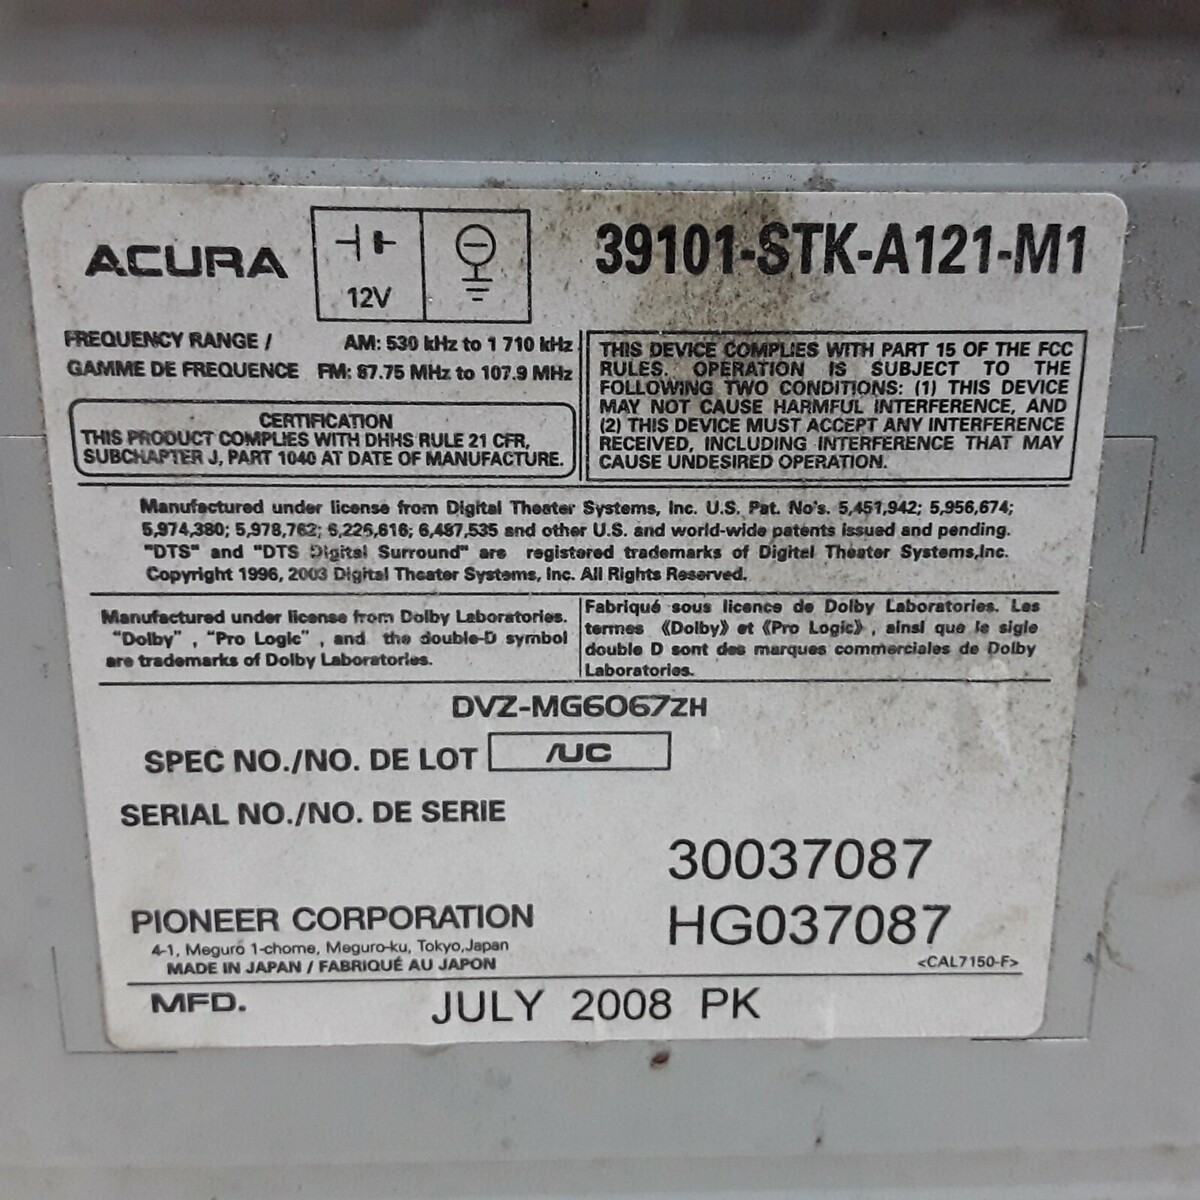 ACURA
12V
39101-STK-A121-M1
FREQUENCY RANGE / AM: 530 kHz to 1 710 kHz
GAMME DE FREQUENCE FM: 87.75 MHz to 107.9 MHz
CERTIFICATION
THIS PRODUCT COMPLIES WITH DHHS RULE 21 CFR,
SUBCHAPTER J, PART 1040 AT DATE OF MANUFACTURE.
THIS DEVICE COMPLIES WITH PART 15 OF THE FCC
RULES. OPERATION IS SUBJECT TO THE
FOLLOWING TWO CONDITIONS: (1) THIS DEVICE
MAY NOT CAUSE HARMFUL INTERFERENCE, AND
(2) THIS DEVICE MUST ACCEPT ANY INTERFERENCE
RECEIVED, INCLUDING INTERFERENCE THAT MAY
CAUSE UNDESIRED OPERATION.
Manufactured under license from Digital Theater Systems, Inc. U.S. Pat. No's. 5,451,942; 5,956,674;
5,974,380; 5,978,762; 6,226,616; 6,487,535 and other U.S. and world-wide patents issued and pending.
"DTS" and "DTS Digital Surround" are registered trademarks of Digital Theater Systems,Inc.
Copyright 1996, 2003 Digital Theater Systems, Inc. All Rights Reserved.
Manufactured under license from Dolby Laboratories.
"Dolby" , "Pro Logic" , and the double-D symbol
are trademarks of Dolby Laboratories.
Fabriqué sous licence de Dolby Laboratories. Les
termes 《Dolby》 et 《Pro Logic》 , ainsi que le sigle
double D sont des marques commerciales de Dolby
Laboratories.
DVZ-MG6067ZH
SPEC NO./NO. DE LOT /UC
SERIAL NO./NO. DE SERIE
30037087
HG037087
PIONEER CORPORATION
4-1, Meguro 1-chome, Meguro-ku, Tokyo,Japan
MADE IN JAPAN / FABRIQUÉ AU JAPON
<CAL7150-F>
MFD. JULY 2008 PK